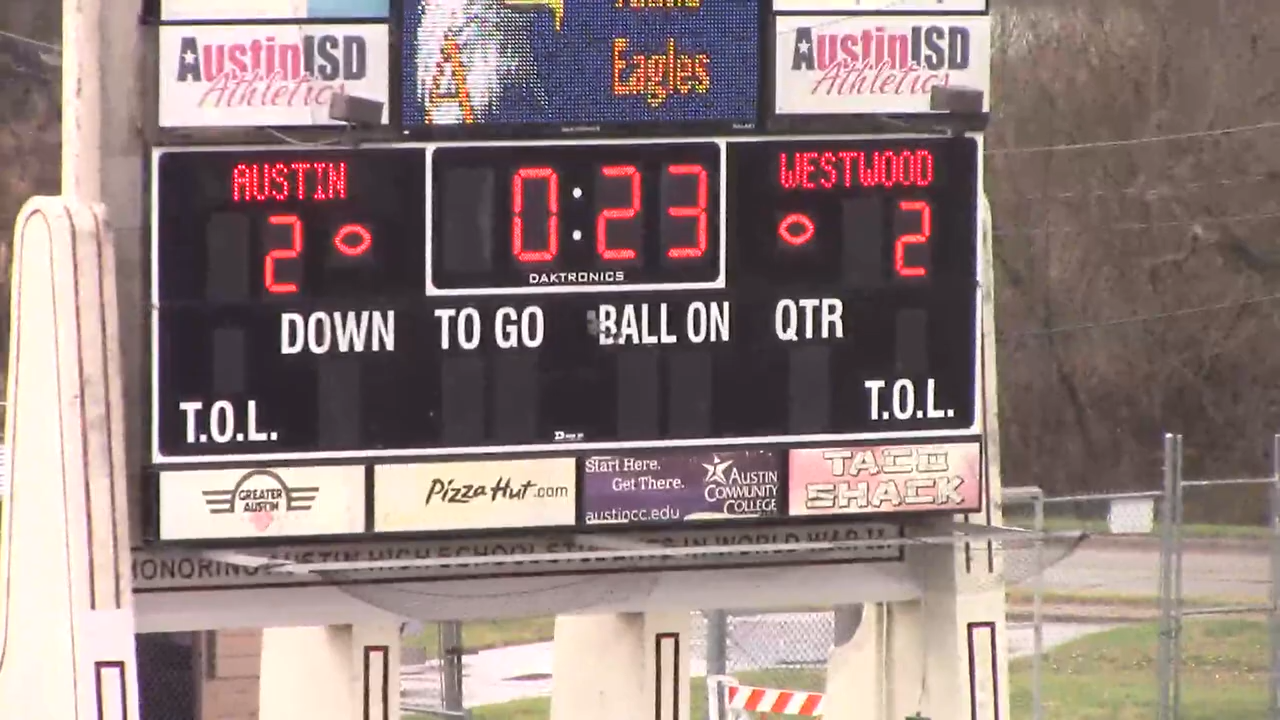 Eagles
AustinISD
Athletics
AustinISD
Athletics
AUSTIN
0:23
WESTWOOD
2
2
DAKTRONICS
DOWN TO GO BALL ON QTR
T.O.L.
T.O.L.
GREATER
AUSTIN
PizzaHut.com
Start Here.
Get There.
austincc.edu
AUSTIN
COMMUNITY
COLLEGE
TACO
SHACK
HONORING AUSTIN HIGH SCHOOL STUDENTS IN WORLD WAR II